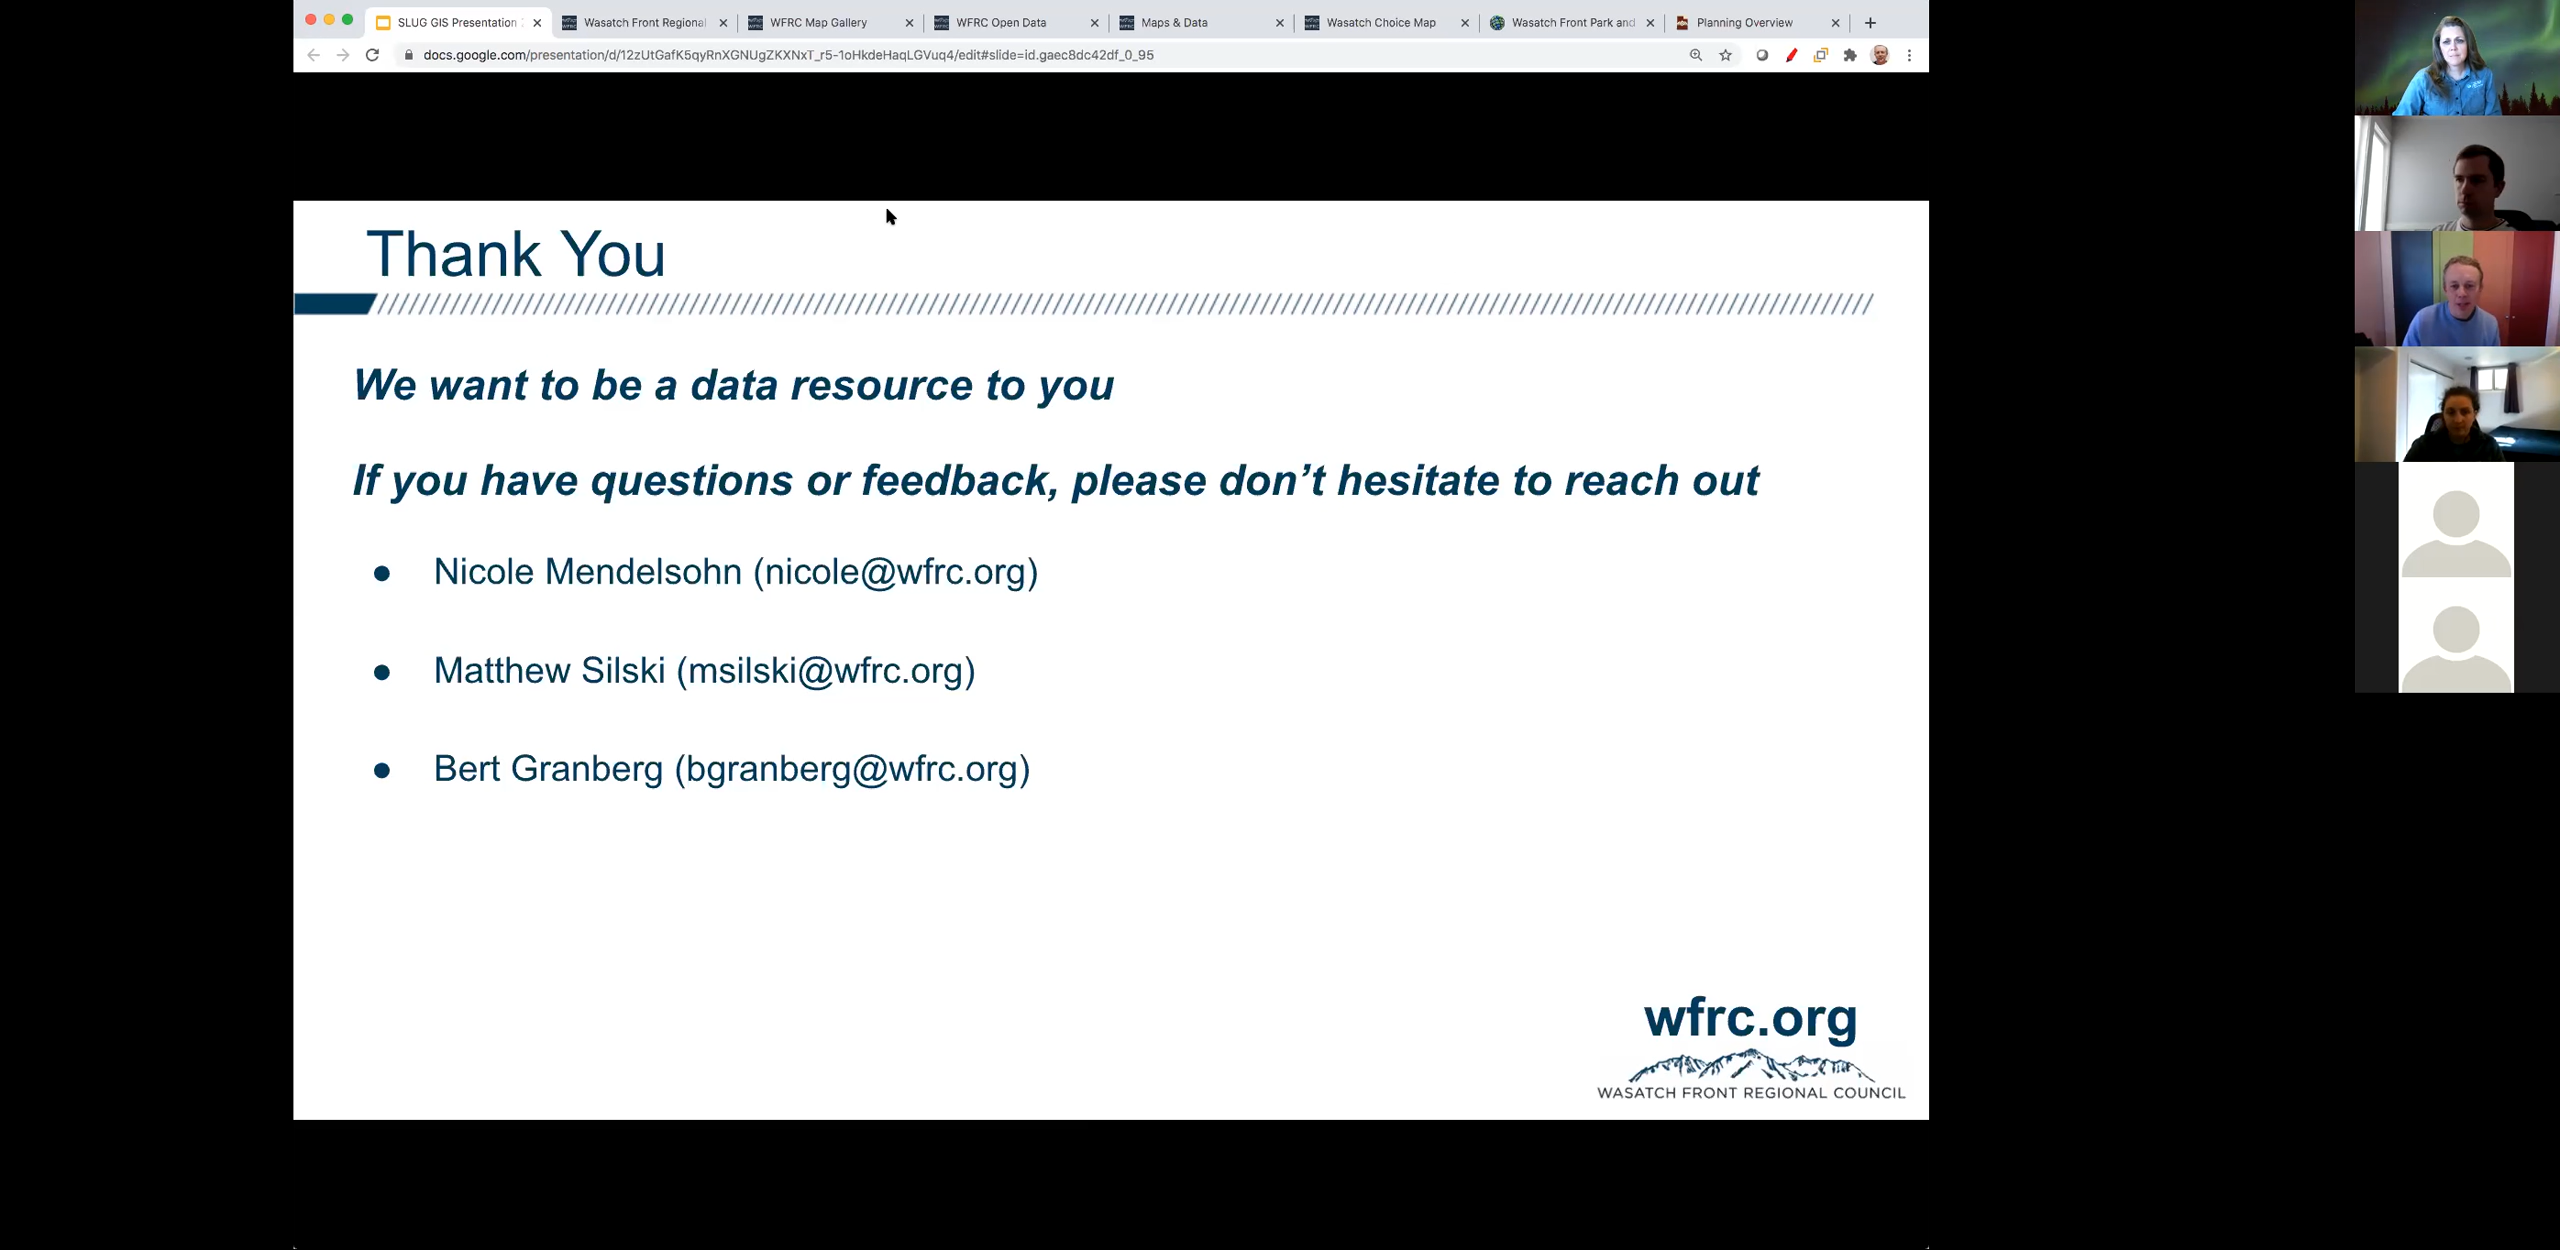 SLUG GIS Presentation
Wasatch Front Regional
WFRC Map Gallery
WFRC Open Data
Maps & Data
Wasatch Choice Map
Wasatch Front Park and
Planning Overview
docs.google.com/presentation/d/12zUtGafK5qyRnXGNUgZKXNxT_r5-1oHkdeHaqLGVuq4/edit#slide=id.gaec8dc42df_0_95
Thank You
We want to be a data resource to you
If you have questions or feedback, please don’t hesitate to reach out
● Nicole Mendelsohn (nicole@wfrc.org)
● Matthew Silski (msilski@wfrc.org)
● Bert Granberg (bgranberg@wfrc.org)
wfrc.org
WASATCH FRONT REGIONAL COUNCIL